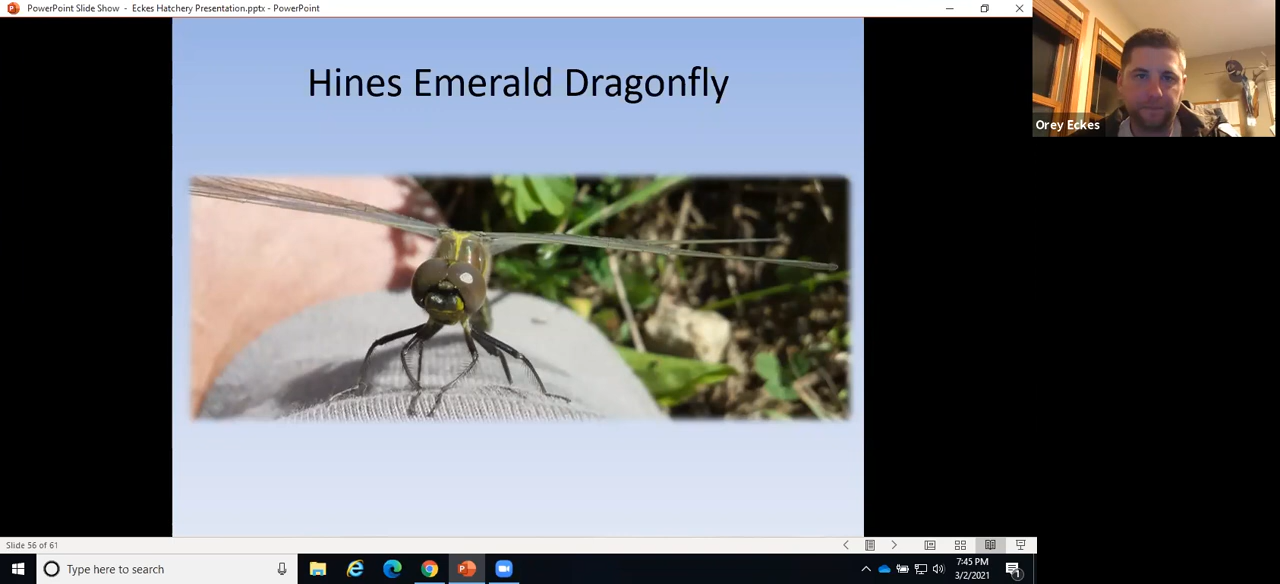 PowerPoint Slide Show - Eckes Hatchery Presentation.pptx - PowerPoint
Hines Emerald Dragonfly
Orey Eckes
Slide 56 of 61
Type here to search
7:45 PM
3/2/2021
1